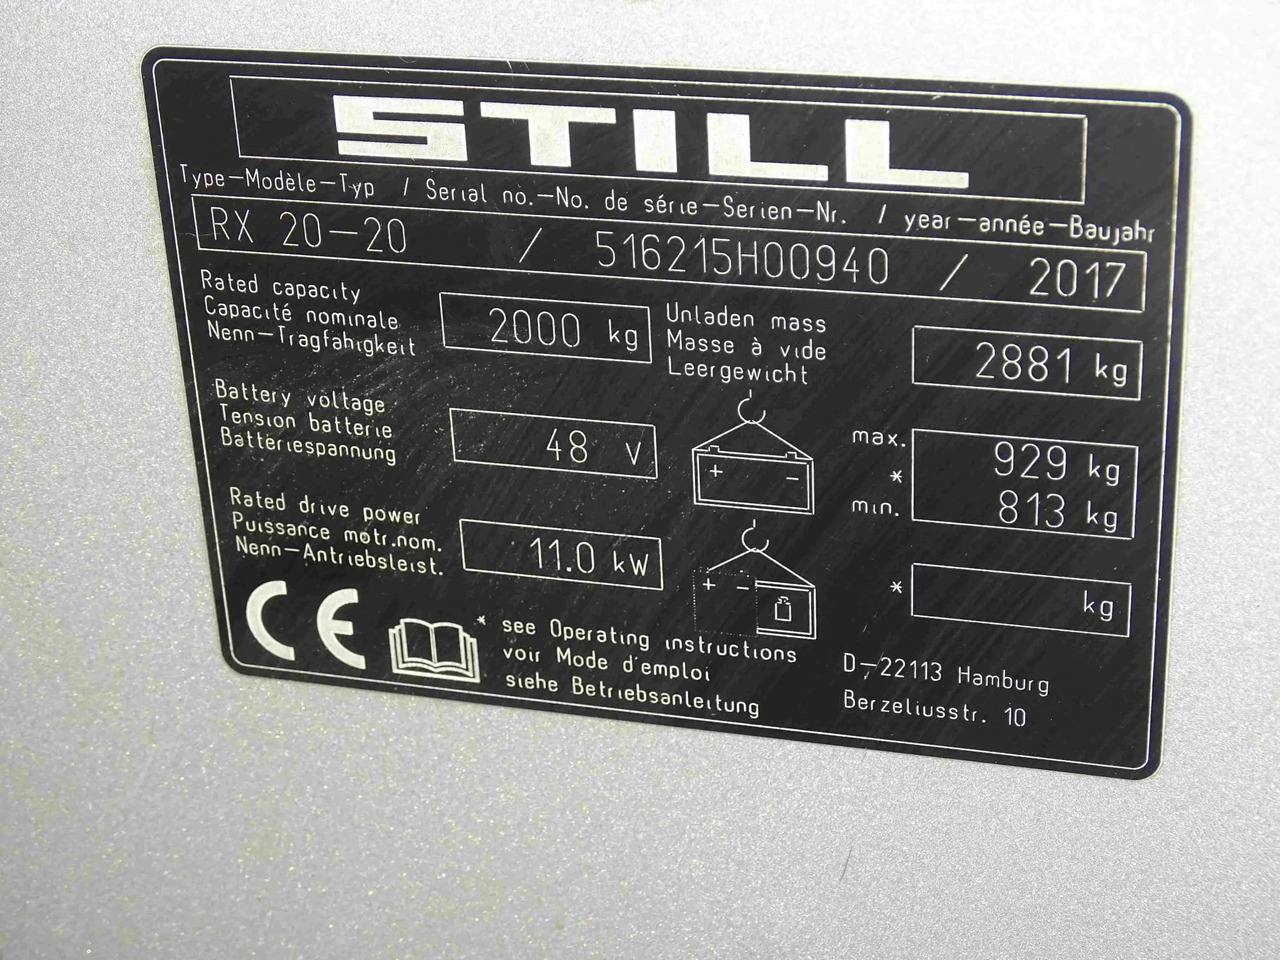 STILL
Type-Modèle-Typ / Serial no.-No. de série-Serien-Nr. / year-année-Baujahr
RX 20-20 / 516215H00940 / 2017
Rated capacity
Capacité nominale
Nenn-Tragfähigkeit
2000 kg
Unladen mass
Masse à vide
Leergewicht
2881 kg
Battery voltage
Tension batterie
Batteriespannung
48 V
+ -
max.
*
min.
929 kg
813 kg
Rated drive power
Puissance motr.nom.
Nenn-Antriebsleist.
11.0 kW
+ -
*
kg
CE
* see Operating instructions
voir Mode d'emploi
siehe Betriebsanleitung
D-22113 Hamburg
Berzeliusstr. 10